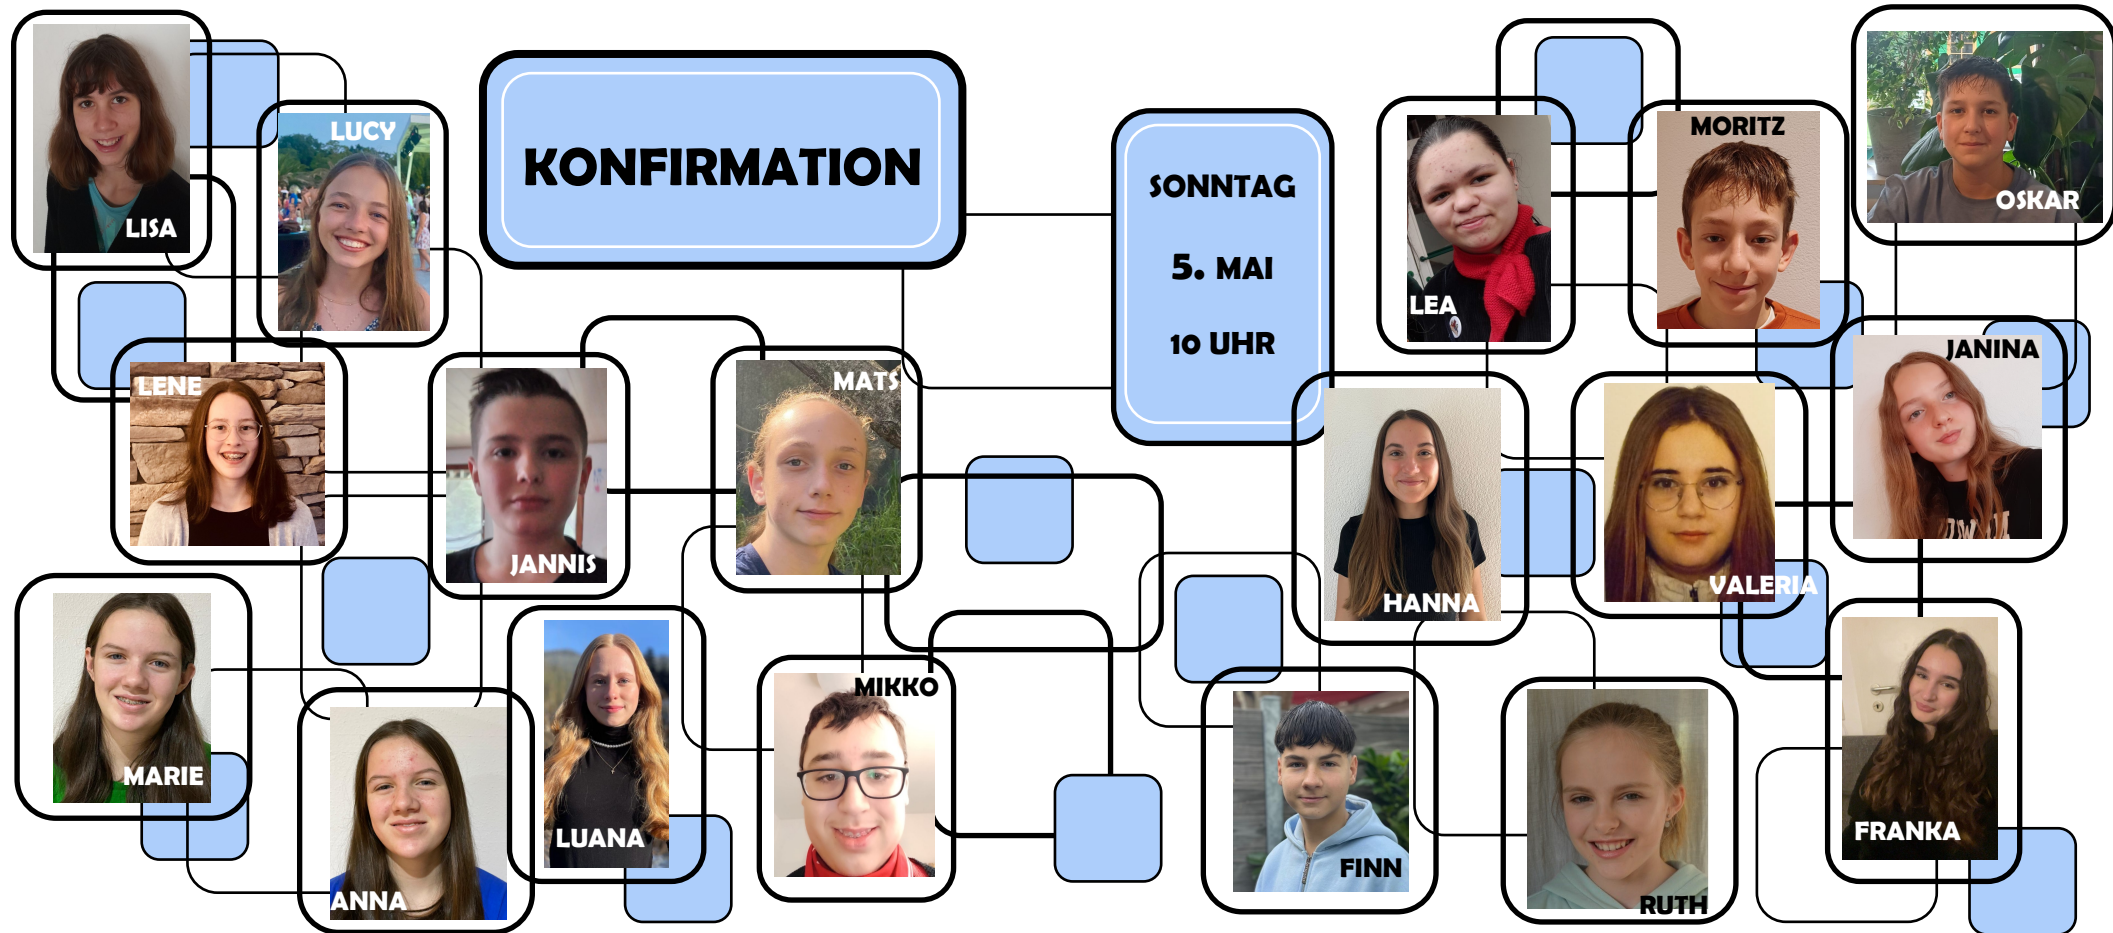 KONFIRMATION
SONNTAG
5. MAI
10 UHR
LISA
LUCY
LENE
JANNIS
MATS
MARIE
ANNA
LUANA
MIKKO
LEA
MORITZ
OSKAR
HANNA
VALERIA
JANINA
FINN
RUTH
FRANKA